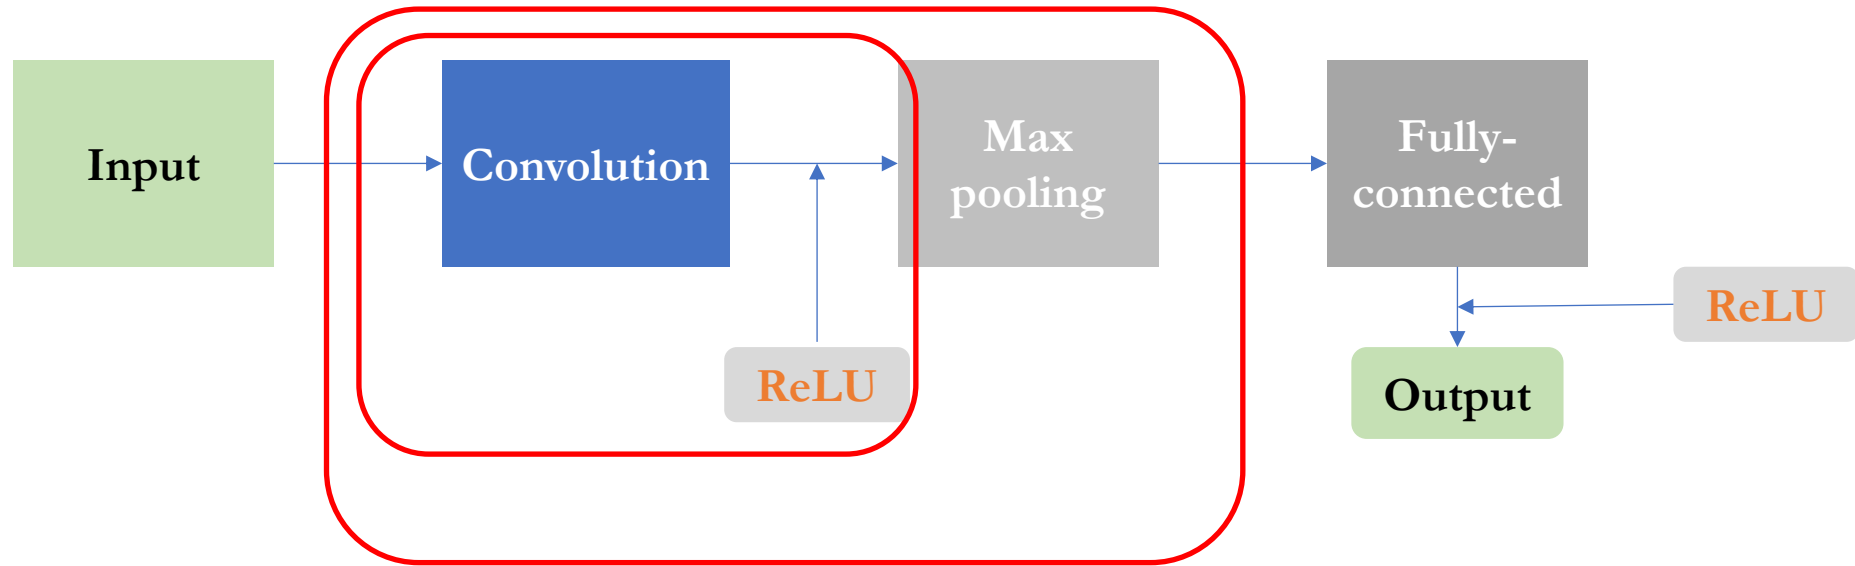 Input
Convolution
Max
pooling
Fully-
connected
ReLU
ReLU
Output